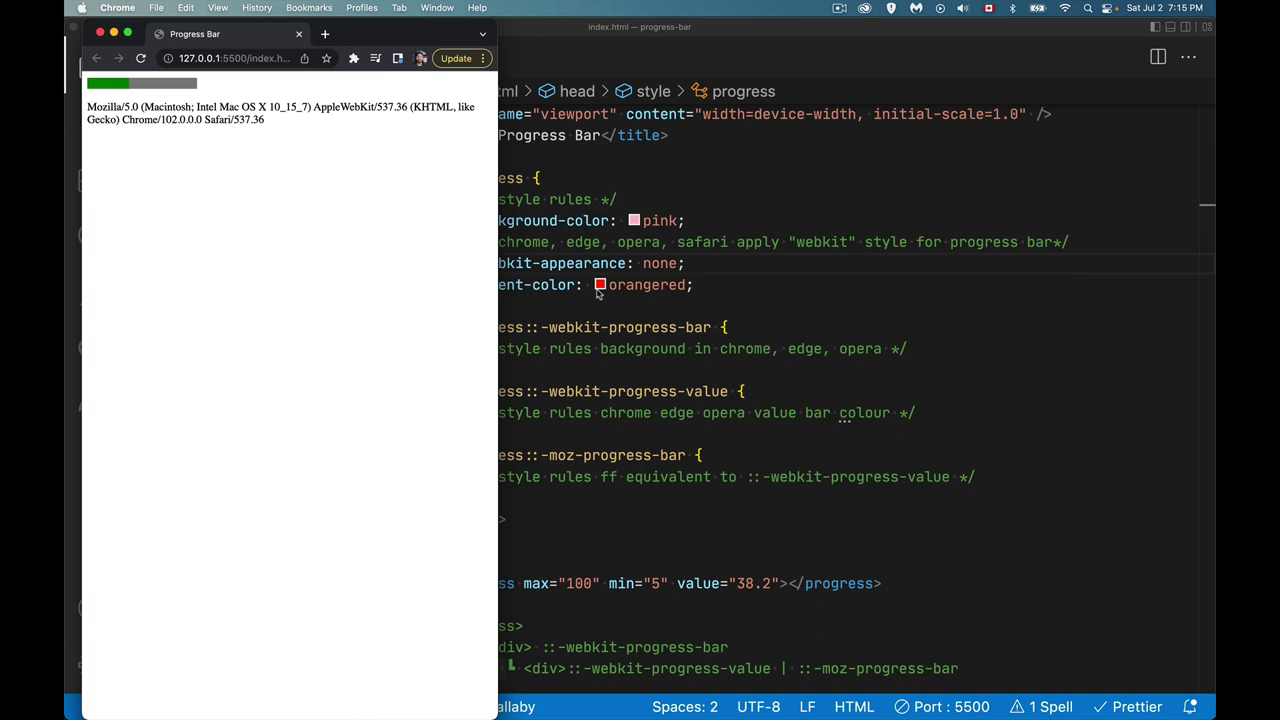 Chrome File Edit View History Bookmarks Profiles Tab Window Help Sat Jul 2 7:15 PM
index.html — progress-bar
Progress Bar
127.0.0.1:5500/index.h... Update
Mozilla/5.0 (Macintosh; Intel Mac OS X 10_15_7) AppleWebKit/537.36 (KHTML, like
Gecko) Chrome/102.0.0.0 Safari/537.36
tml › head › style › progress
ame="viewport" content="width=device-width, initial-scale=1.0" />
Progress Bar</title>
ess {
style rules */
kground-color: pink;
chrome, edge, opera, safari apply "webkit" style for progress bar*/
bkit-appearance: none;
ent-color: orangered;
ess::-webkit-progress-bar {
style rules background in chrome, edge, opera */
ess::-webkit-progress-value {
style rules chrome edge opera value bar colour */
ess::-moz-progress-bar {
style rules ff equivalent to ::-webkit-progress-value */
>
ss max="100" min="5" value="38.2"></progress>
ss>
div> ::-webkit-progress-bar
┗ <div>::-webkit-progress-value | ::-moz-progress-bar
allaby Spaces: 2 UTF-8 LF HTML Port : 5500 1 Spell Prettier